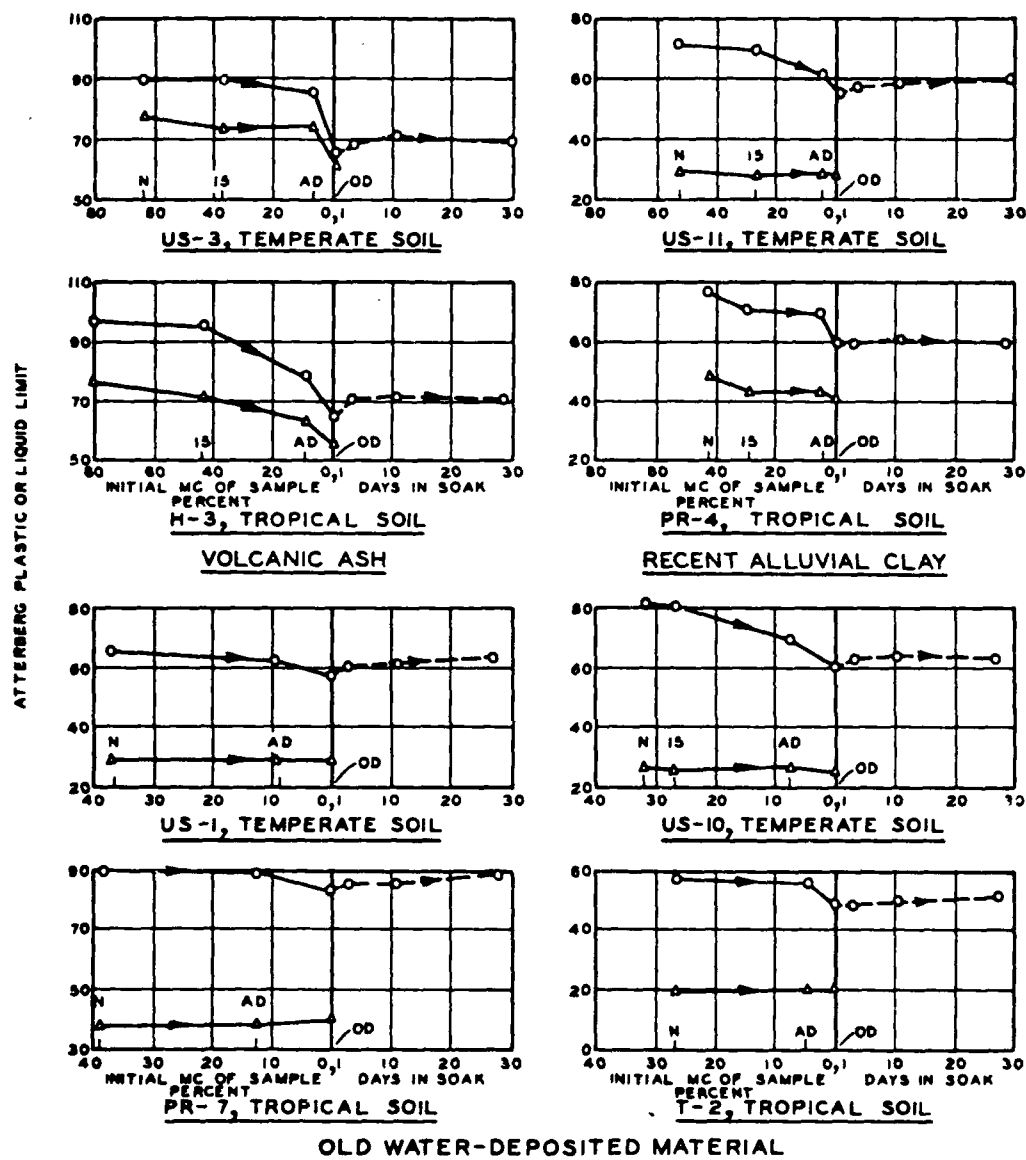 ATTERBERG PLASTIC OR LIQUID LIMIT
110
90
70
50
N 15 AD OD
80 60 40 20 0,1 10 20 30
US-3, TEMPERATE SOIL
80
60
40
20
N 15 AD OD
80 60 40 20 0,1 10 20 30
US-11, TEMPERATE SOIL
110
90
70
50
15 AD OD
80 60 40 20 0,1 10 20 30
INITIAL MC OF SAMPLE DAYS IN SOAK
PERCENT
H-3, TROPICAL SOIL
VOLCANIC ASH
80
60
40
20
N 15 AD OD
80 60 40 20 0,1 10 20 30
INITIAL MC OF SAMPLE DAYS IN SOAK
PERCENT
PR-4, TROPICAL SOIL
RECENT ALLUVIAL CLAY
80
60
40
20
N AD OD
40 30 20 10 0,1 10 20 30
US-1, TEMPERATE SOIL
80
60
40
20
N 15 AD OD
40 30 20 10 0,1 10 20 30
US-10, TEMPERATE SOIL
90
70
50
30
N AD OD
40 30 20 10 0,1 10 20 30
INITIAL MC OF SAMPLE DAYS IN SOAK
PERCENT
PR-7, TROPICAL SOIL
60
40
20
0
N AD OD
40 30 20 10 0,1 10 20 30
INITIAL MC OF SAMPLE DAYS IN SOAK
PERCENT
T-2, TROPICAL SOIL
OLD WATER-DEPOSITED MATERIAL